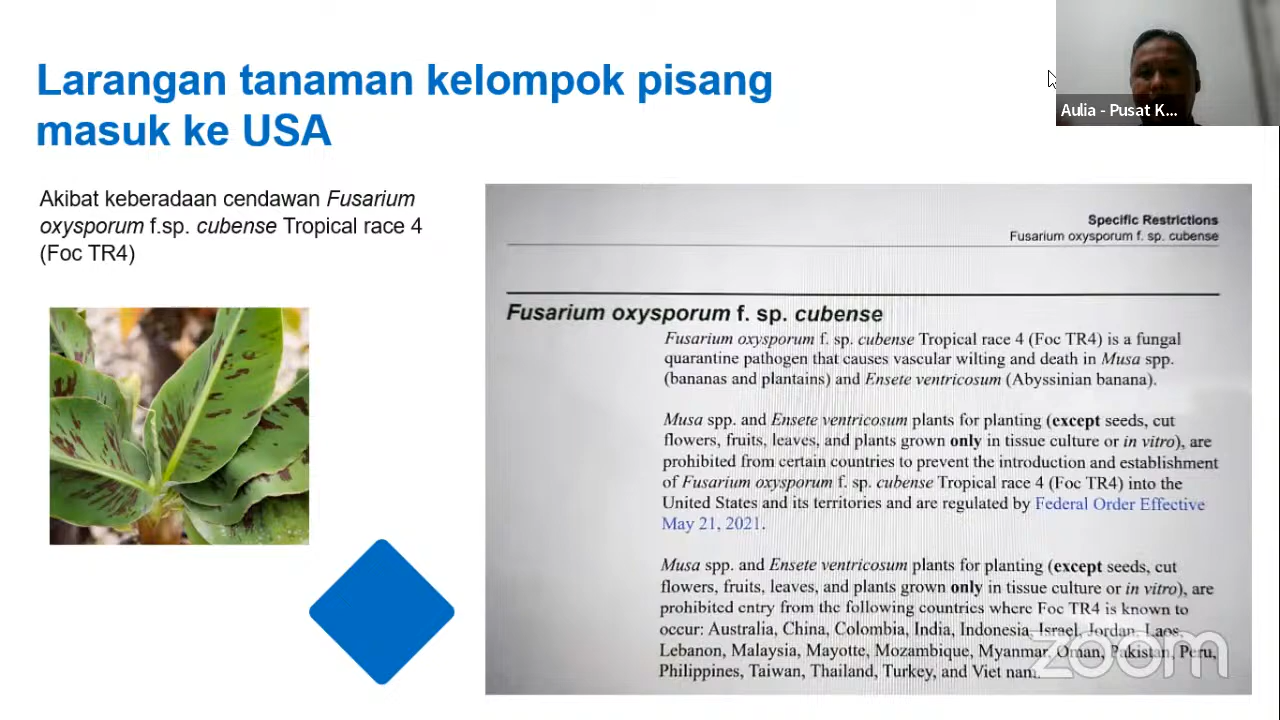 Larangan tanaman kelompok pisang
masuk ke USA
Aulia - Pusat K...
Akibat keberadaan cendawan Fusarium
oxysporum f.sp. cubense Tropical race 4
(Foc TR4)
Specific Restrictions
Fusarium oxysporum f. sp. cubense
Fusarium oxysporum f. sp. cubense
Fusarium oxysporum f. sp. cubense Tropical race 4 (Foc TR4) is a fungal
quarantine pathogen that causes vascular wilting and death in Musa spp.
(bananas and plantains) and Ensete ventricosum (Abyssinian banana).
Musa spp. and Ensete ventricosum plants for planting (except seeds, cut
flowers, fruits, leaves, and plants grown only in tissue culture or in vitro), are
prohibited from certain countries to prevent the introduction and establishment
of Fusarium oxysporum f. sp. cubense Tropical race 4 (Foc TR4) into the
United States and its territories and are regulated by Federal Order Effective
May 21, 2021.
Musa spp. and Ensete ventricosum plants for planting (except seeds, cut
flowers, fruits, leaves, and plants grown only in tissue culture or in vitro), are
prohibited entry from the following countries where Foc TR4 is known to
occur: Australia, China, Colombia, India, Indonesia, Israel, Jordan, Laos,
Lebanon, Malaysia, Mayotte, Mozambique, Myanmar, Oman, Pakistan, Peru,
Philippines, Taiwan, Thailand, Turkey, and Viet nam.
zoom